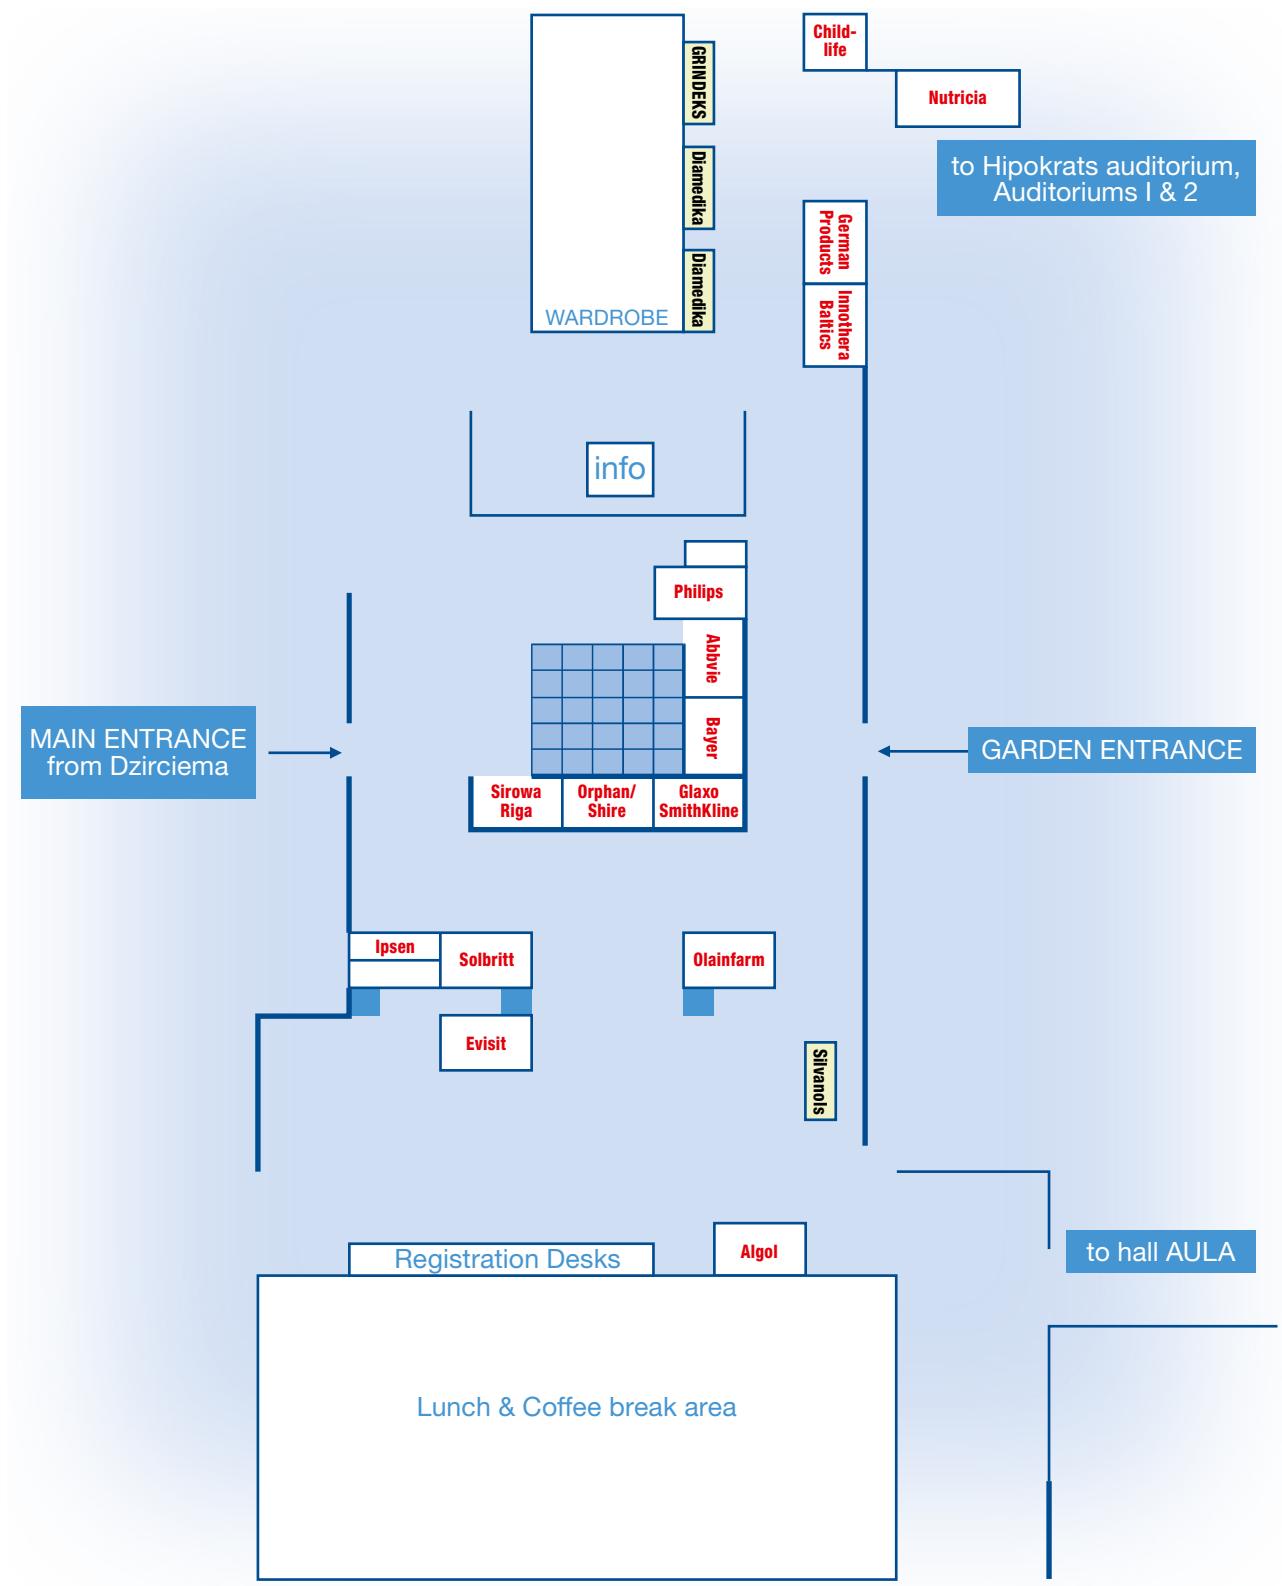 Child-
life
GRINDEKS
Nutricia
to Hipokrats auditorium,
Auditoriums I & 2
Diamedika
German
Products
Diamedika
Innothera
Baltics
WARDROBE
info
Philips
Abbvie
Bayer
MAIN ENTRANCE
from Dzirciema
GARDEN ENTRANCE
Sirowa
Riga
Orphan/
Shire
Glaxo
SmithKline
Ipsen
Solbritt
Olainfarm
Evisit
Silvanols
Registration Desks
Algol
to hall AULA
Lunch & Coffee break area